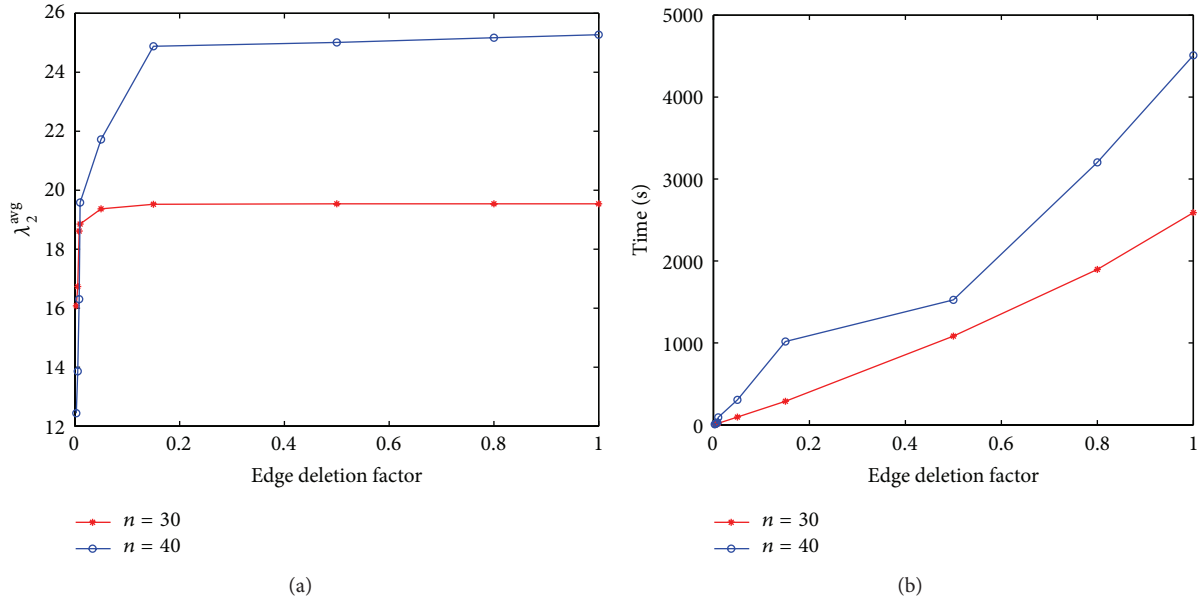 26
24
22
20
18
16
14
12
λ₂^avg
0 0.2 0.4 0.6 0.8 1
Edge deletion factor
n = 30
n = 40
(a)
5000
4000
3000
2000
1000
0
Time (s)
0 0.2 0.4 0.6 0.8 1
Edge deletion factor
n = 30
n = 40
(b)